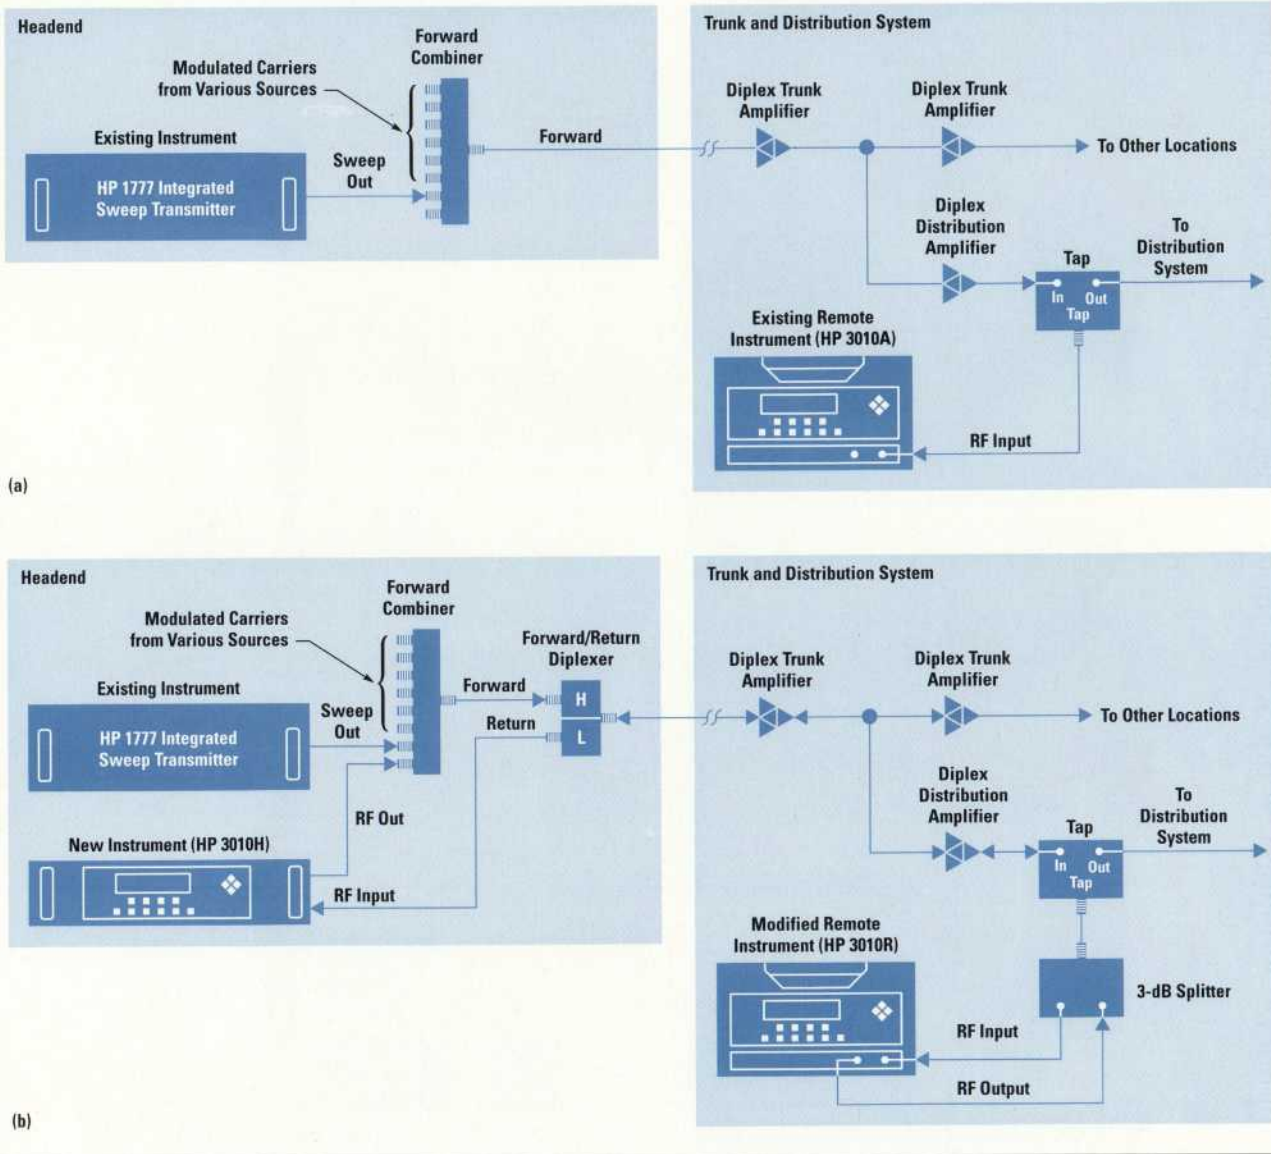 Headend
Forward
Combiner
Modulated Carriers
from Various Sources
Existing Instrument
HP 1777 Integrated
Sweep Transmitter
Sweep
Out
Forward
Trunk and Distribution System
Diplex Trunk
Amplifier
Diplex Trunk
Amplifier
To Other Locations
Diplex
Distribution
Amplifier
Tap
To
Distribution
System
In Out
Tap
Existing Remote
Instrument (HP 3010A)
RF Input
(a)
Headend
Forward
Combiner
Modulated Carriers
from Various Sources
Forward/Return
Diplexer
Existing Instrument
HP 1777 Integrated
Sweep Transmitter
Sweep
Out
Forward
Return
H
L
RF Out
New Instrument (HP 3010H)
RF Input
Trunk and Distribution System
Diplex Trunk
Amplifier
Diplex Trunk
Amplifier
To Other Locations
Diplex
Distribution
Amplifier
Tap
To
Distribution
System
In Out
Tap
Modified Remote
Instrument (HP 3010R)
3-dB Splitter
RF Input
RF Output
(b)